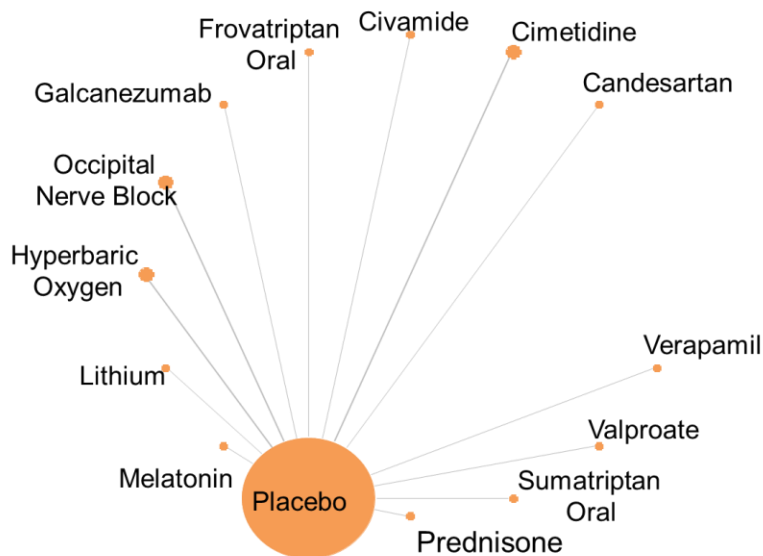 Frovatriptan
Oral
Civamide
Cimetidine
Galcanezumab
Candesartan
Occipital
Nerve Block
Hyperbaric
Oxygen
Verapamil
Lithium
Valproate
Melatonin
Placebo
Sumatriptan
Oral
Prednisone